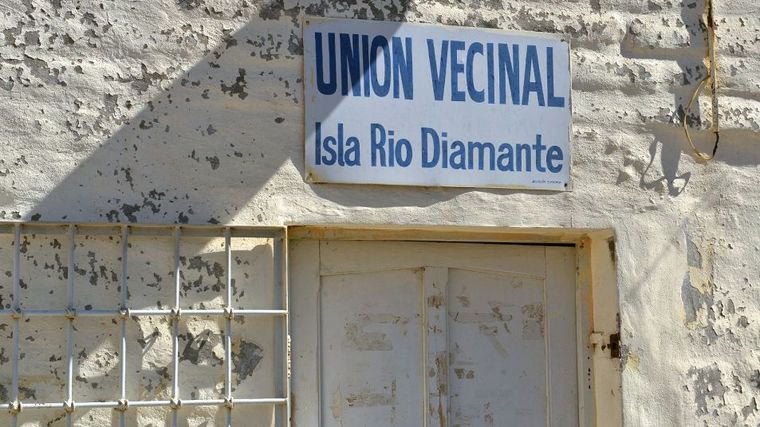 UNION VECINAL
Isla Rio Diamante